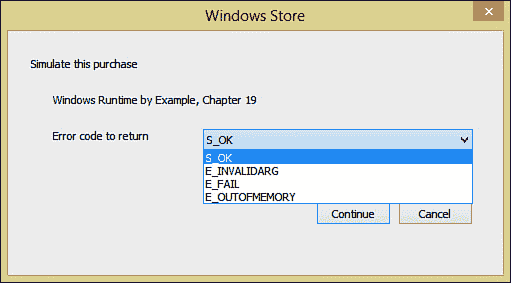 Windows Store
Simulate this purchase
Windows Runtime by Example, Chapter 19
Error code to return
S_OK
S_OK
E_INVALIDARG
E_FAIL
E_OUTOFMEMORY
Continue
Cancel